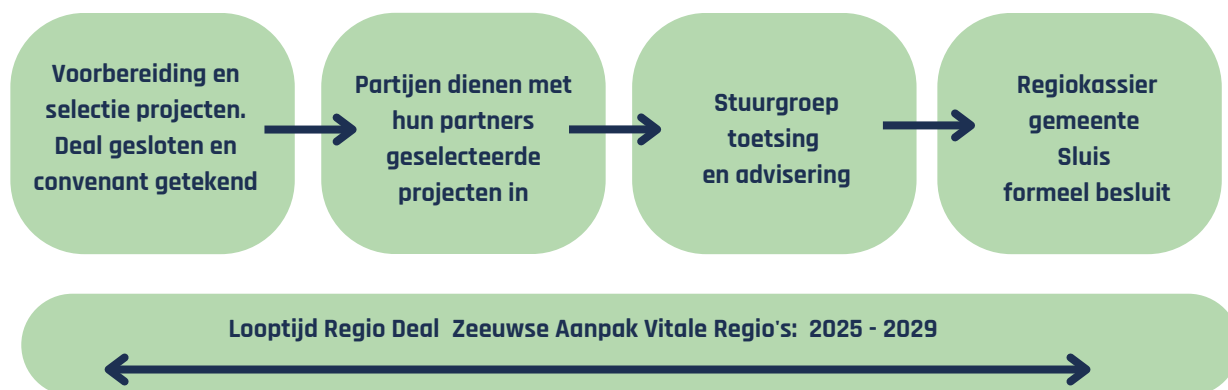 Voorbereiding en
selectie projecten.
Deal gesloten en
convenant getekend
Partijen dienen met
hun partners
geselecteerde
projecten in
Stuurgroep
toetsing
en advisering
Regiokassier
gemeente
Sluis
formeel besluit
Looptijd Regio Deal Zeeuwse Aanpak Vitale Regio's: 2025 - 2029